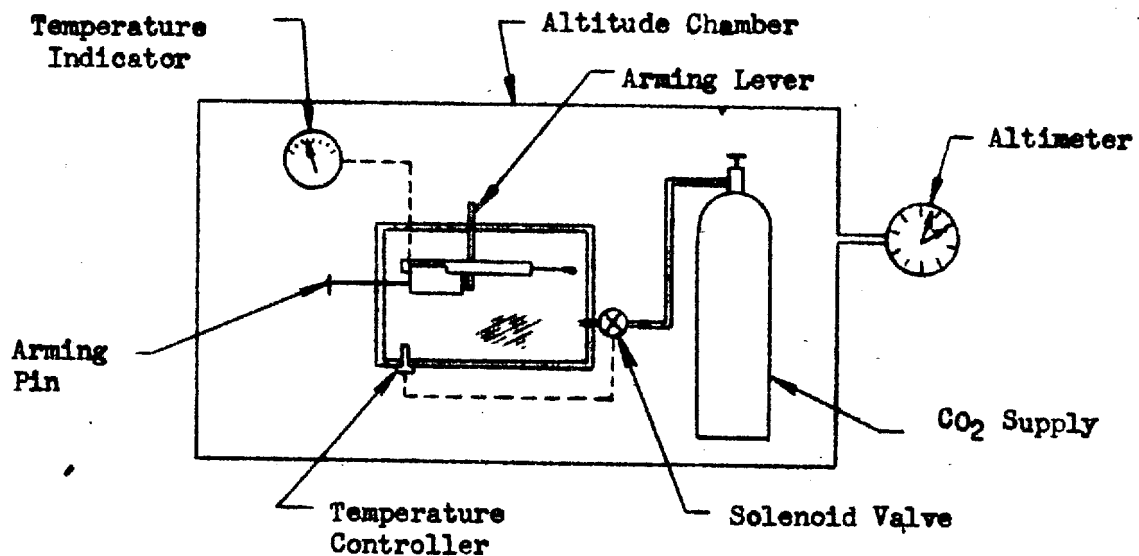 Temperature
Indicator
Altitude Chamber
Arming Lever
Altimeter
Arming
Pin
CO₂ Supply
Temperature
Controller
Solenoid Valve